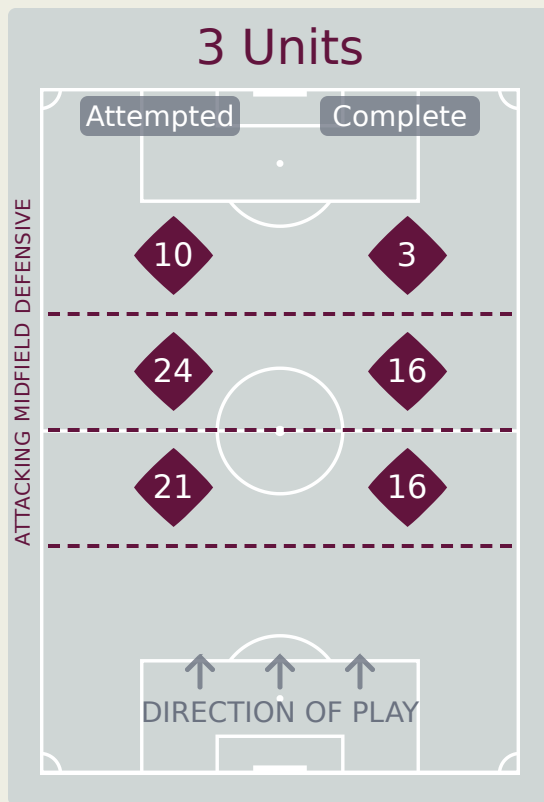 3 Units
Attempted Complete
10 3
24 16
21 16
ATTACKING MIDFIELD DEFENSIVE
DIRECTION OF PLAY